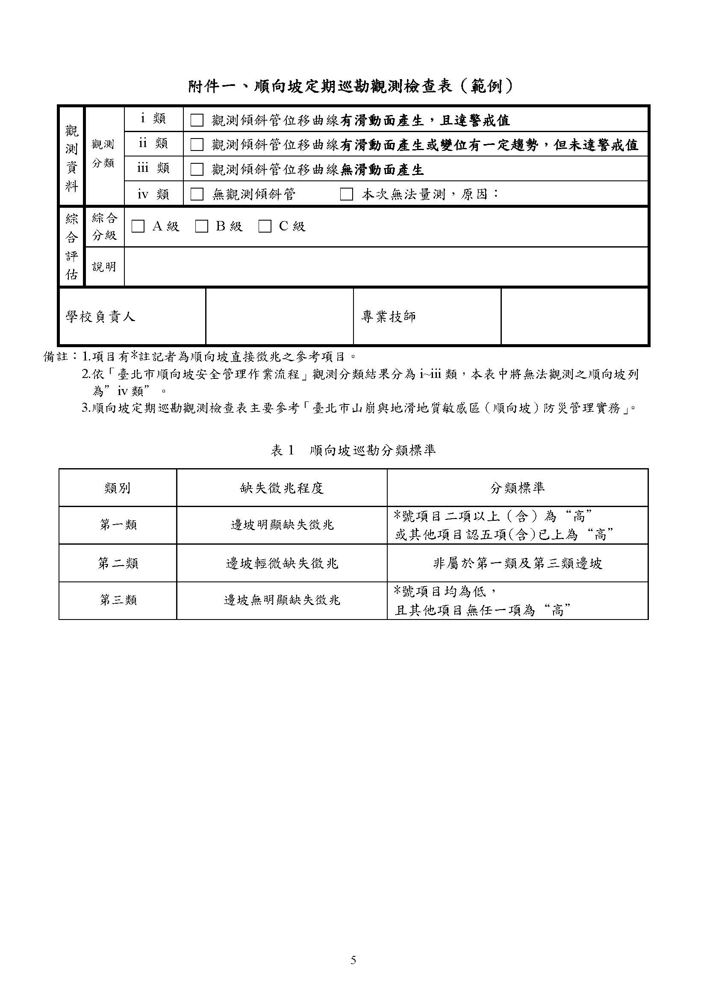 附件一、順向坡定期巡勘觀測檢查表（範例）
觀測資料
觀測分類
i 類
□ 觀測傾斜管位移曲線有滑動面產生，且達警戒值
ii 類
□ 觀測傾斜管位移曲線有滑動面產生或變位有一定趨勢，但未達警戒值
iii 類
□ 觀測傾斜管位移曲線無滑動面產生
iv 類
□ 無觀測傾斜管 □ 本次無法量測，原因：
綜合評估
綜合分級
□ A 級 □ B 級 □ C 級
說明
學校負責人
專業技師
備註：1.項目有*註記者為順向坡直接徵兆之參考項目。
2.依「臺北市順向坡安全管理作業流程」觀測分類結果分為 i~iii 類，本表中將無法觀測之順向坡列
為”iv 類”。
3.順向坡定期巡勘觀測檢查表主要參考「臺北市山崩與地滑地質敏感區（順向坡）防災管理實務」。
表 1 順向坡巡勘分類標準
類別 缺失徵兆程度 分類標準
第一類 邊坡明顯缺失徵兆
*號項目二項以上（含）為“高”
或其他項目認五項(含)已上為“高”
第二類 邊坡輕微缺失徵兆 非屬於第一類及第三類邊坡
第三類 邊坡無明顯缺失徵兆
*號項目均為低，
且其他項目無任一項為“高”
5